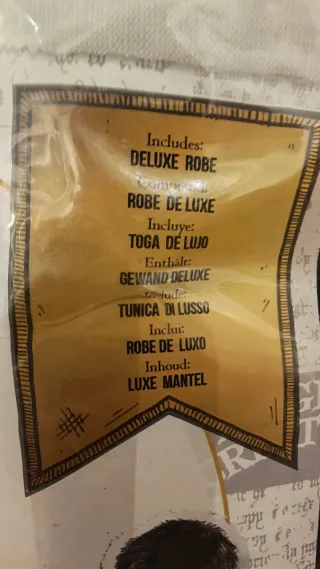 Includes:
DELUXE ROBE
ROBE DE LUXE
Incluye:
TOGA DE LUJO
Enthält:
GEWAND DELUXE
TUNICA DI LUSSO
Inclui:
ROBE DE LUXO
Inhoud:
LUXE MANTEL